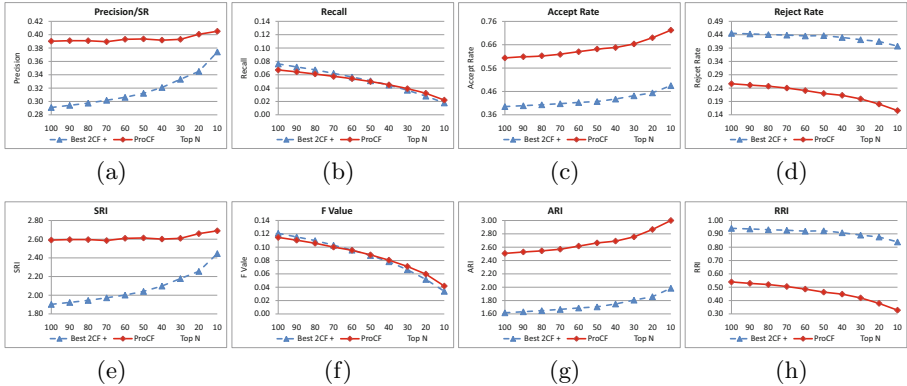 Precision/SR
Precision
0.42
0.40
0.38
0.36
0.34
0.32
0.30
0.28
100 90 80 70 60 50 40 30 20 10
Best 2CF + ProCF Top N
(a)
Recall
Recall
0.14
0.12
0.10
0.08
0.06
0.04
0.02
0.00
100 90 80 70 60 50 40 30 20 10
Best 2CF + ProCF Top N
(b)
Accept Rate
Accept Rate
0.76
0.66
0.56
0.46
0.36
100 90 80 70 60 50 40 30 20 10
Best 2CF + ProCF Top N
(c)
Reject Rate
Rejcet Rate
0.49
0.44
0.39
0.34
0.29
0.24
0.19
0.14
100 90 80 70 60 50 40 30 20 10
Best 2CF + ProCF Top N
(d)
SRI
SRI
2.80
2.60
2.40
2.20
2.00
1.80
100 90 80 70 60 50 40 30 20 10
Best 2CF + ProCF Top N
(e)
F Value
F Value
0.14
0.12
0.10
0.08
0.06
0.04
0.02
0.00
100 90 80 70 60 50 40 30 20 10
Best 2CF + ProCF Top N
(f)
ARI
ARI
3.00
2.80
2.60
2.40
2.20
2.00
1.80
1.60
100 90 80 70 60 50 40 30 20 10
Best 2CF + ProCF Top N
(g)
RRI
RRI
1.00
0.90
0.80
0.70
0.60
0.50
0.40
0.30
100 90 80 70 60 50 40 30 20 10
Best 2CF + ProCF Top N
(h)